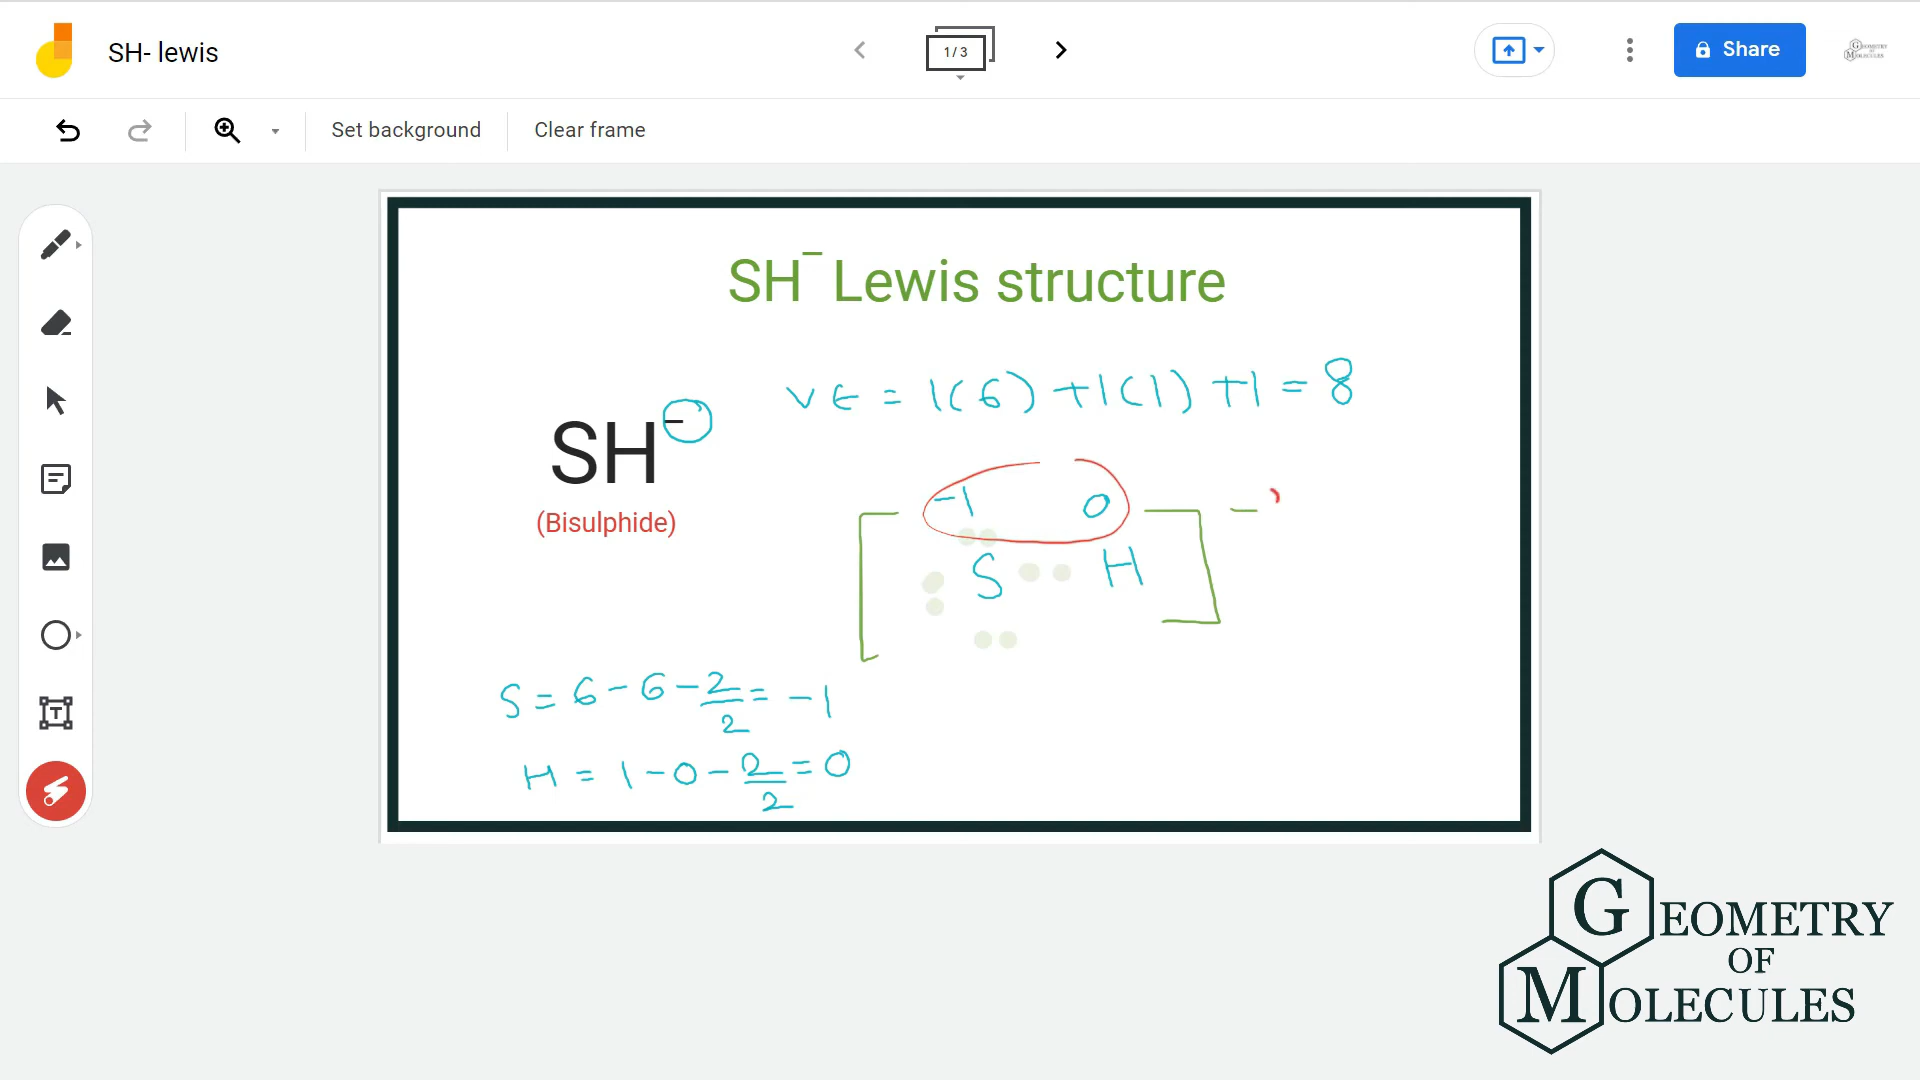 SH- lewis
1 / 3
Share
Set background
Clear frame
SH⁻ Lewis structure
VE = 1(6) + 1(1) + 1 = 8
SH⁻
(Bisulphide)
-1 0
[S H] -
S = 6 - 6 - 2/2 = -1
H = 1 - 0 - 2/2 = 0
GEOMETRY
OF
MOLECULES